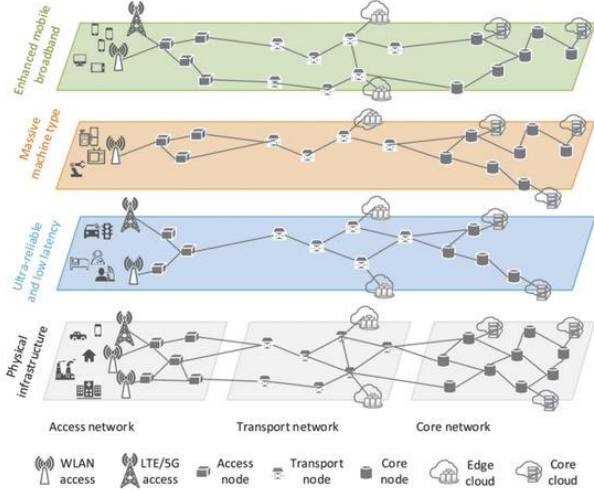 Enhanced mobile
broadband
Massive
machine type
Ultra-reliable
and low latency
Physical
infrastructure
Access network
Transport network
Core network
WLAN
access
LTE/5G
access
Access
node
Transport
node
Core
node
Edge
cloud
Core
cloud